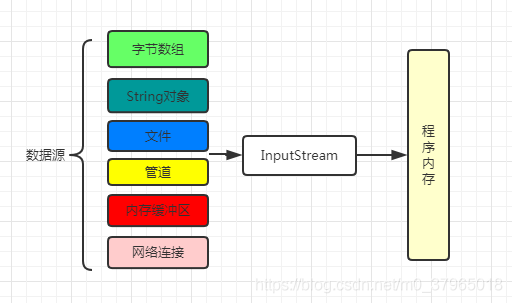 数据源
字节数组
String对象
文件
管道
内存缓冲区
网络连接
InputStream
程序内存
https://blog.csdn.net/m0_37965018